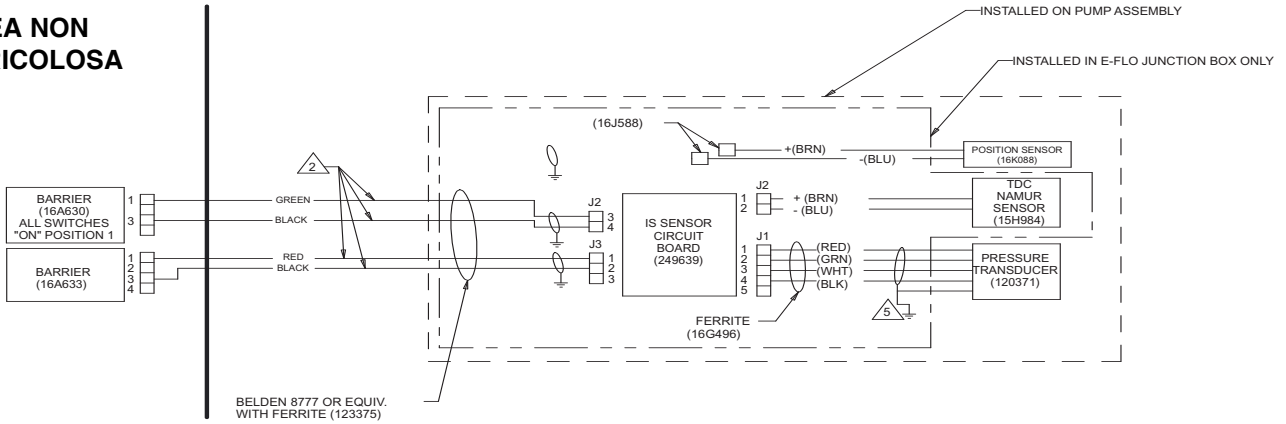 EA NON
RICOLOSA
INSTALLED ON PUMP ASSEMBLY
INSTALLED IN E-FLO JUNCTION BOX ONLY
(16J588)
+(BRN)
-(BLU)
POSITION SENSOR
(16K088)
2
BARRIER
(16A630)
ALL SWITCHES
"ON" POSITION 1
1
3
GREEN
BLACK
J2
3
4
IS SENSOR
CIRCUIT
BOARD
(249639)
J2
1
2
+ (BRN)
- (BLU)
TDC
NAMUR
SENSOR
(15H984)
BARRIER
(16A633)
1
2
3
4
RED
BLACK
J3
1
2
3
J1
1
2
3
4
5
(RED)
(GRN)
(WHT)
(BLK)
PRESSURE
TRANSDUCER
(120371)
5
FERRITE
(16G496)
BELDEN 8777 OR EQUIV.
WITH FERRITE (123375)